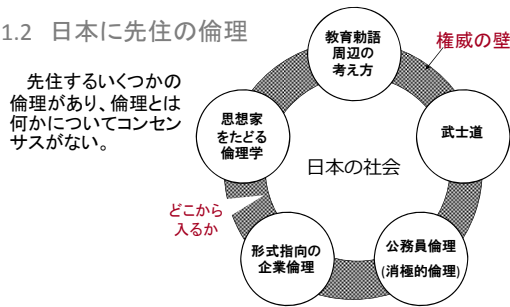 1.2 日本に先住の倫理
先住するいくつかの
倫理があり、倫理とは
何かについてコンセン
サスがない。
教育勅語
周辺の
考え方
権威の壁
思想家
をたどる
倫理学
武士道
日本の社会
どこから
入るか
形式指向の
企業倫理
公務員倫理
(消極的倫理)